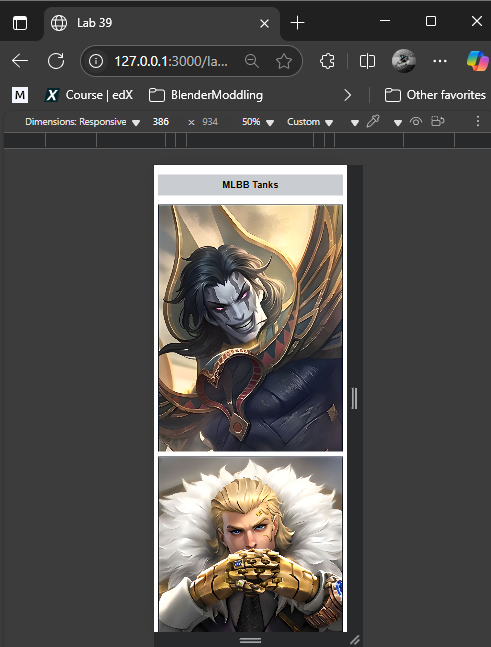 Lab 39
127.0.0.1:3000/la...
M
X Course | edX
BlenderModdling
Other favorites
Dimensions: Responsive 386 × 934 50% Custom
MLBB Tanks